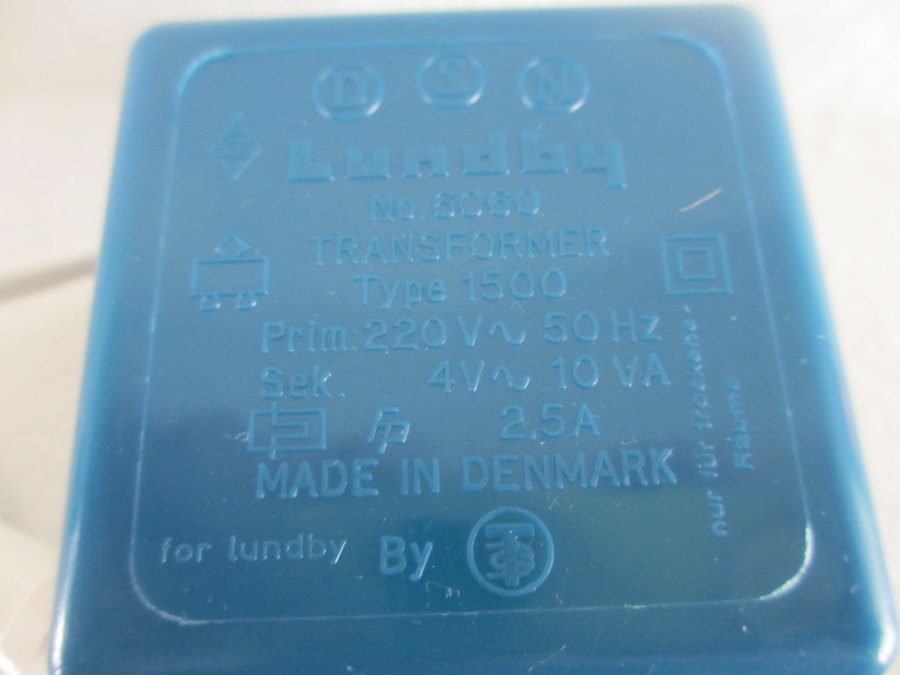 D S N
Lundby
No. 6060
TRANSFORMER
Type 1500
Prim: 220 V~ 50 Hz
Sek.: 4V~ 10 VA
2,5A
MADE IN DENMARK
for lundby By
nur für trockene
Räume